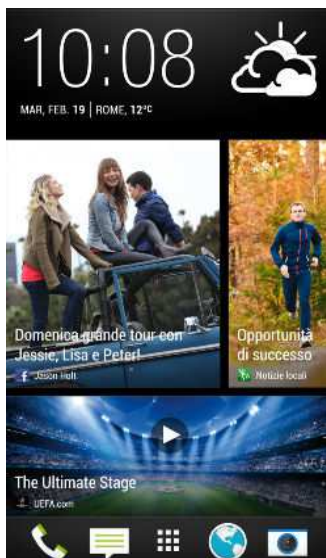 10:08
MAR, FEB. 19 | ROME, 12°C
Domenica grande tour con
Jessie, Lisa e Peter!
Jason Holt
Opportunità
di successo
Notizie locali
The Ultimate Stage
UEFA.com